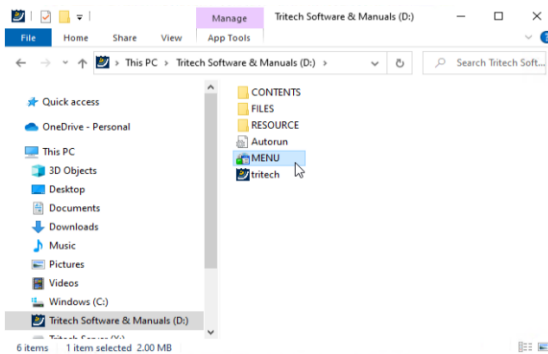 Manage
Tritech Software & Manuals (D:)
File
Home
Share
View
App Tools
This PC > Tritech Software & Manuals (D:) >
Search Tritech Soft...
Quick access
OneDrive - Personal
This PC
3D Objects
Desktop
Documents
Downloads
Music
Pictures
Videos
Windows (C:)
Tritech Software & Manuals (D:)
CONTENTS
FILES
RESOURCE
Autorun
MENU
tritech
6 items
1 item selected 2.00 MB